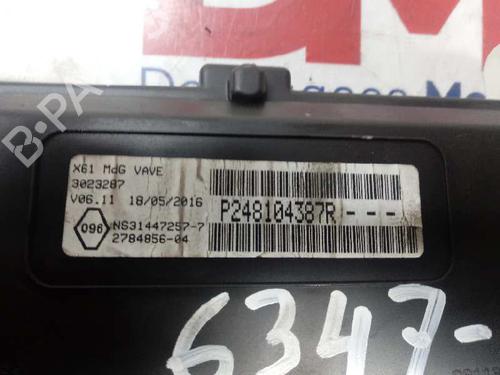 X61 MdG VAVE
3023287
V06.11 18/05/2016
P248104387R---
096
NS31447257-7
2784856-04
6347-
B-PA